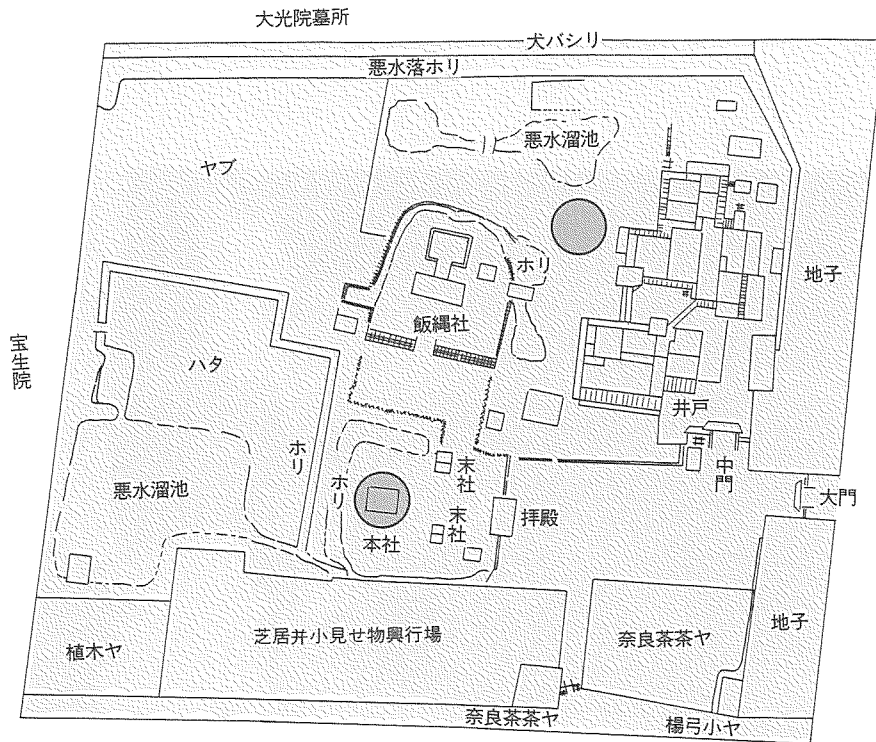 大光院墓所
犬バシリ
悪水落ホリ
悪水溜池
ヤブ
ホリ
地子
飯縄社
宝生院
ハタ
井戸
ホリ
ホリ
末社
中門
悪水溜池
大門
末社
拝殿
本社
芝居并小見せ物興行場
奈良茶茶ヤ
地子
植木ヤ
奈良茶茶ヤ
楊弓小ヤ